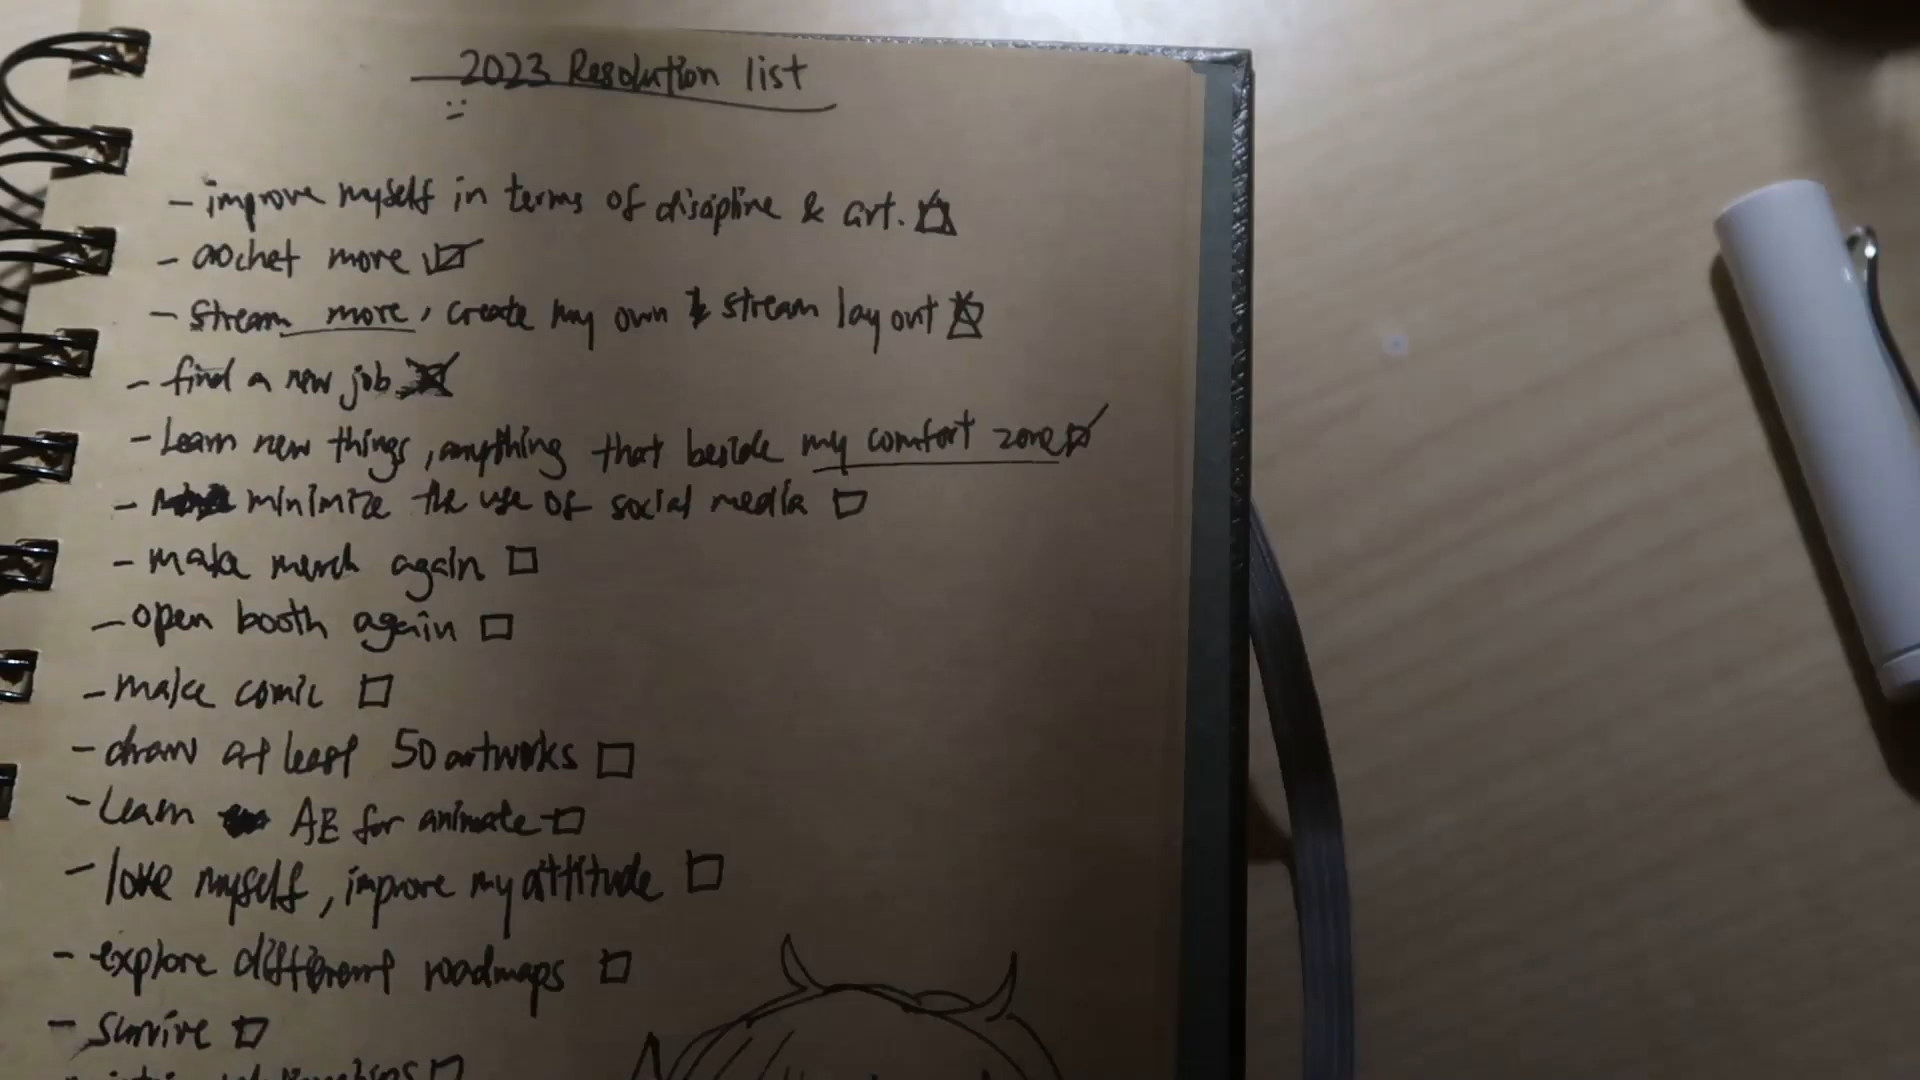 2023 Resolution list
- improve myself in terms of discipline & art.
- crochet more
- Stream more, create my own stream layout
- find a new job
- Learn new things, anything that beside my comfort zone
- minimize the use of social media
- make merch again
- open booth again
- make comic
- draw at least 50 artworks
- Learn AE for animate
- love myself, improve my attitude
- explore different roadmaps
- survive